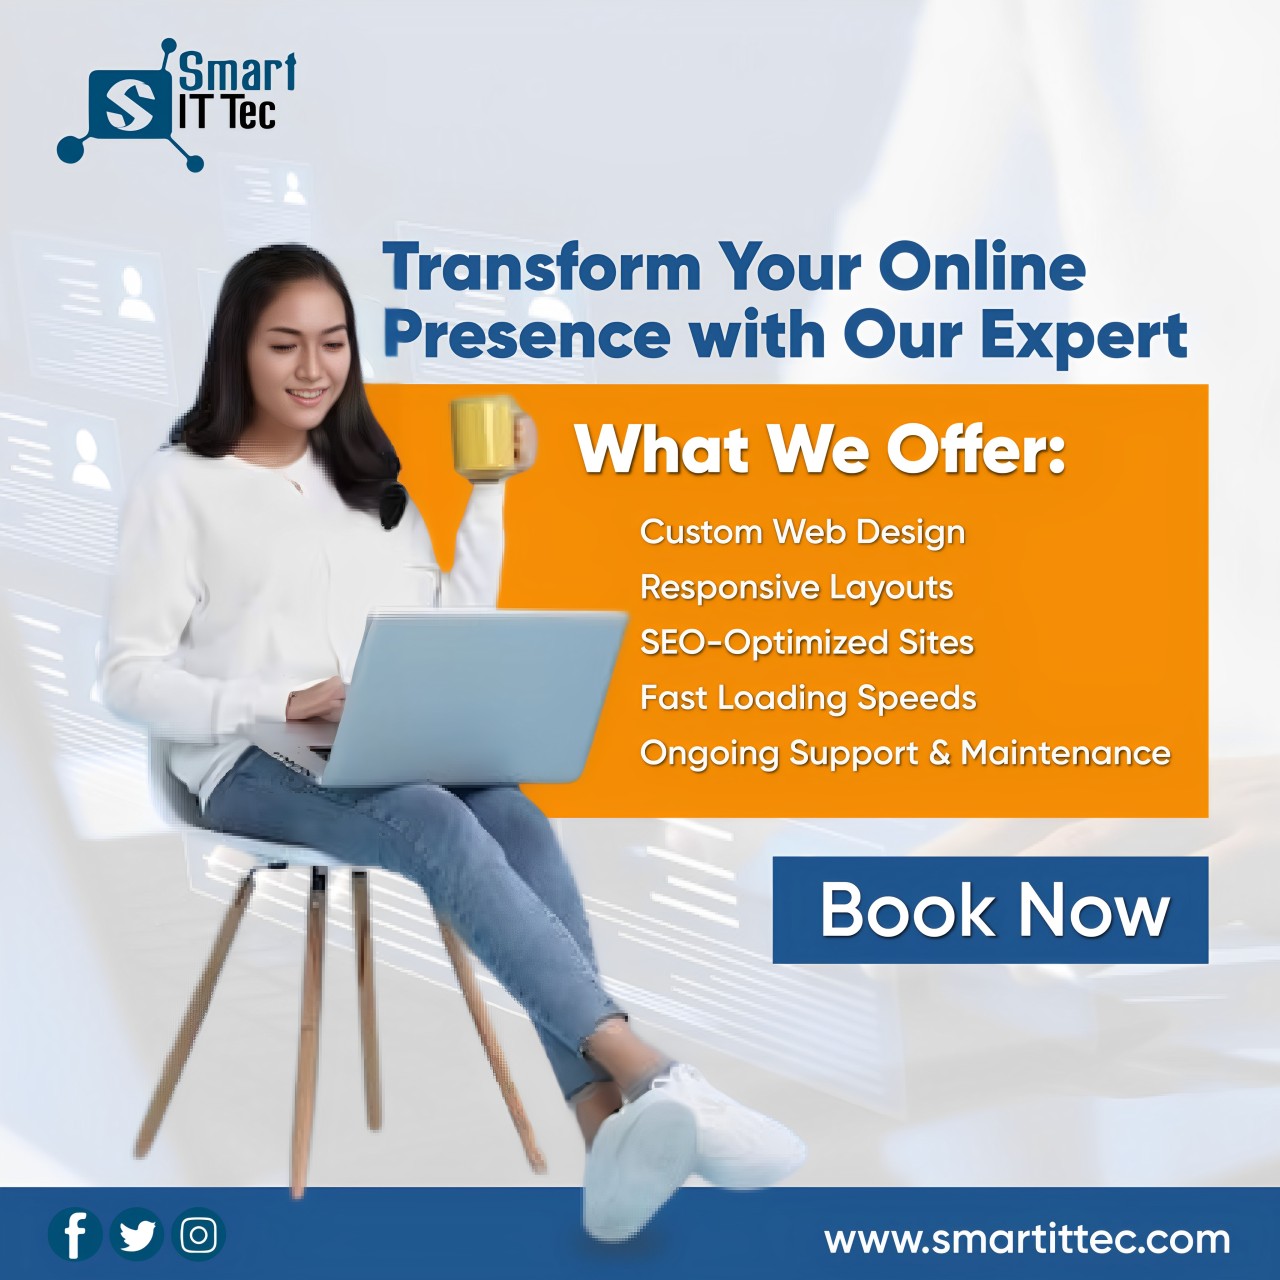 Smart
IT Tec
Transform Your Online
Presence with Our Expert
What We Offer:
Custom Web Design
Responsive Layouts
SEO-Optimized Sites
Fast Loading Speeds
Ongoing Support & Maintenance
Book Now
www.smartittec.com